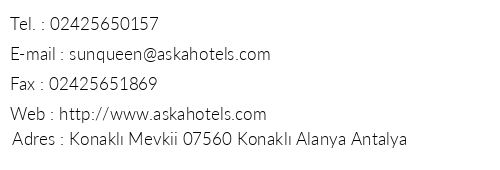 Tel. : 02425650157
E-mail : sunqueen@askahotels.com
Fax : 02425651869
Web : http://www.askahotels.com
Adres : Konaklı Mevkii 07560 Konaklı Alanya Antalya